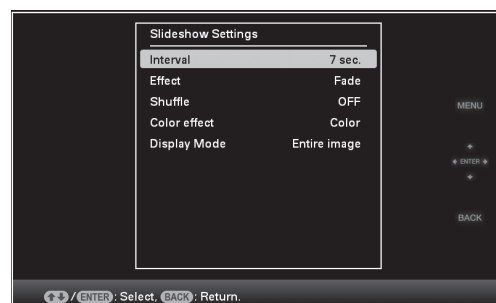 Slideshow Settings
Interval 7 sec.
Effect Fade
Shuffle OFF
Color effect Color
Display Mode Entire image
MENU
ENTER
BACK
/ENTER: Select, BACK: Return.